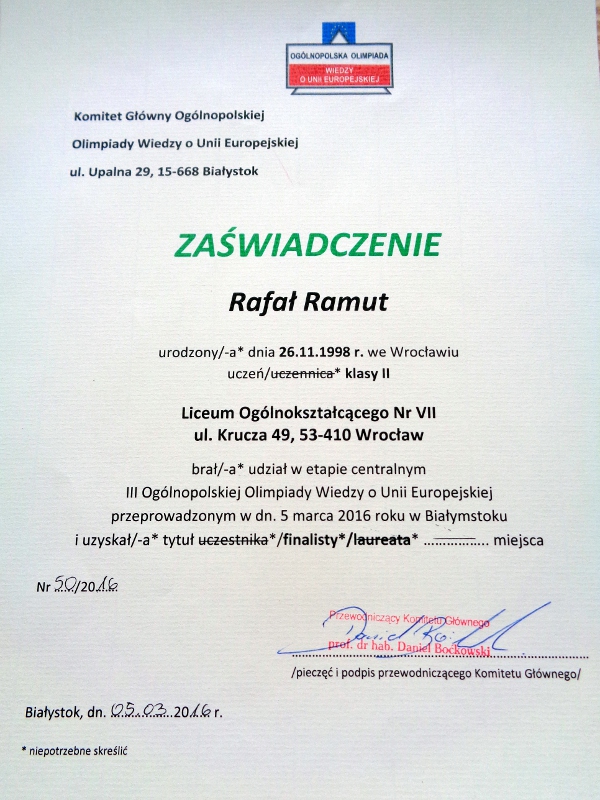 OGÓLNOPOLSKA OLIMPIADA
WIEDZY
O UNII EUROPEJSKIEJ
Komitet Główny Ogólnopolskiej
Olimpiady Wiedzy o Unii Europejskiej
ul. Upalna 29, 15-668 Białystok
ZAŚWIADCZENIE
Rafał Ramut
urodzony/-a* dnia 26.11.1998 r. we Wrocławiu
uczeń/uczennica* klasy II
Liceum Ogólnokształcącego Nr VII
ul. Krucza 49, 53-410 Wrocław
brał/-a* udział w etapie centralnym
III Ogólnopolskiej Olimpiady Wiedzy o Unii Europejskiej
przeprowadzonym w dn. 5 marca 2016 roku w Białymstoku
i uzyskał/-a* tytuł uczestnika*/finalisty*/laureata* ................ miejsca
Nr 50/2016
Przewodniczący Komitetu Głównego
prof. dr hab. Daniel Boćkowski
/pieczęć i podpis przewodniczącego Komitetu Głównego/
Białystok, dn. 05.03.2016 r.
* niepotrzebne skreślić